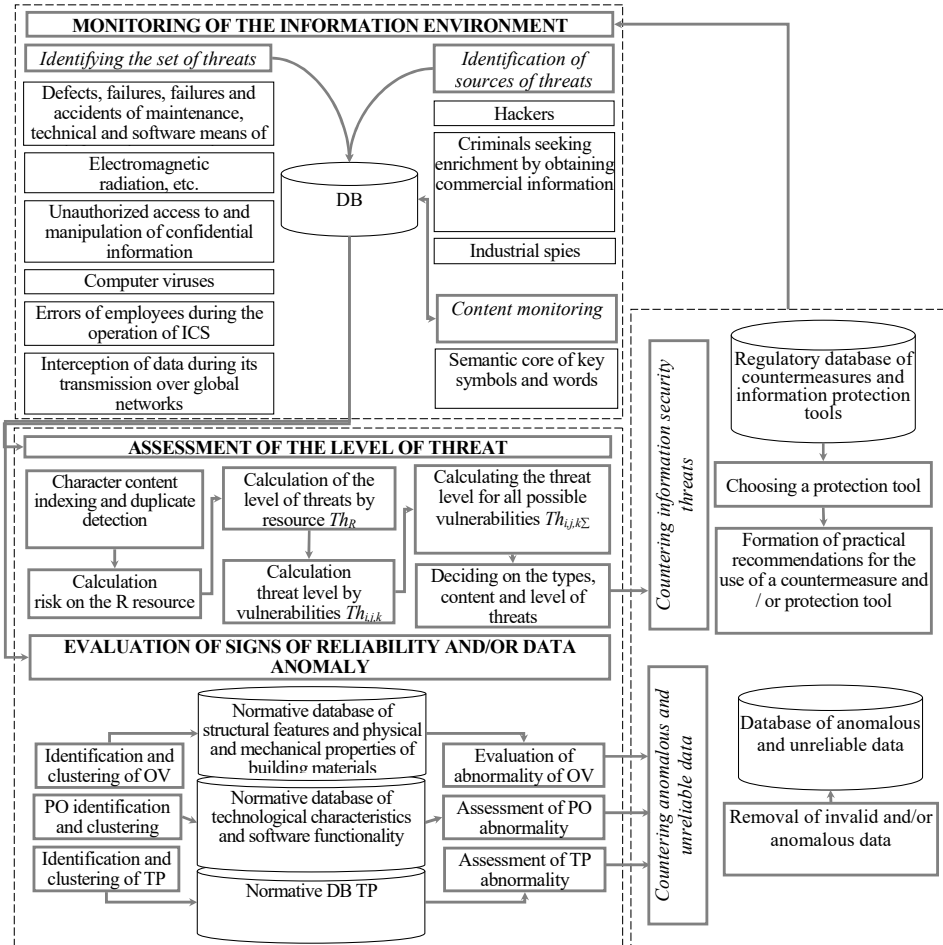 MONITORING OF THE INFORMATION ENVIRONMENT
Identifying the set of threats
Identification of
sources of threats
Defects, failures, failures and
accidents of maintenance,
technical and software means of
Electromagnetic
radiation, etc.
Unauthorized access to and
manipulation of confidential
information
Computer viruses
Errors of employees during the
operation of ICS
Interception of data during its
transmission over global
networks
DB
Hackers
Criminals seeking
enrichment by obtaining
commercial information
Industrial spies
Content monitoring
Semantic core of key
symbols and words
ASSESSMENT OF THE LEVEL OF THREAT
Character content
indexing and duplicate
detection
Calculation
risk on the R resource
Calculation of the
level of threats by
resource ThR
Calculation
threat level by
vulnerabilities Thi,j,k
Calculating the threat
level for all possible
vulnerabilities Thi,j,kΣ
Deciding on the types,
content and level of
threats
EVALUATION OF SIGNS OF RELIABILITY AND/OR DATA
ANOMALY
Identification and
clustering of OV
PO identification
and clustering
Identification and
clustering of TP
Normative database of
structural features and physical
and mechanical properties of
building materials
Normative database of
technological characteristics
and software functionality
Normative DB TP
Evaluation of
abnormality of OV
Assessment of PO
abnormality
Assessment of TP
abnormality
Countering information security
threats
Regulatory database of
countermeasures and
information protection
tools
Choosing a protection tool
Formation of practical
recommendations for the
use of a countermeasure and
/ or protection tool
Countering anomalous and
unreliable data
Database of anomalous
and unreliable data
Removal of invalid and/or
anomalous data